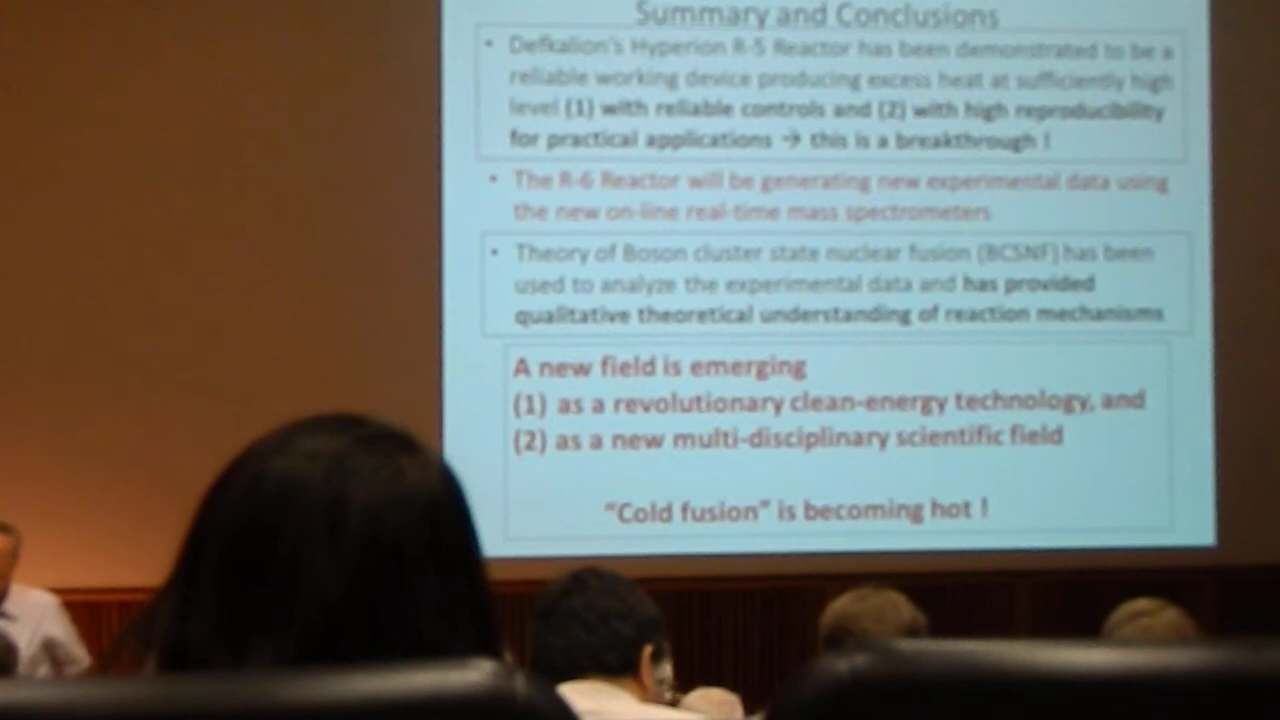 Summary and Conclusions
• Defkalion's Hyperion R-5 Reactor has been demonstrated to be a
reliable working device producing excess heat at sufficiently high
level (1) with reliable controls and (2) with high reproducibility
for practical applications → this is a breakthrough !
• The R-6 Reactor will be generating new experimental data using
the new on-line real-time mass spectrometers
• Theory of Boson cluster state nuclear fusion (BCSNF) has been
used to analyze the experimental data and has provided
qualitative theoretical understanding of reaction mechanisms
A new field is emerging
(1) as a revolutionary clean-energy technology, and
(2) as a new multi-disciplinary scientific field
“Cold fusion” is becoming hot !